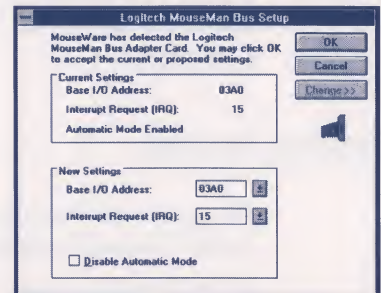 Logitech MouseMan Bus Setup
MouseWare has detected the Logitech
MouseMan Bus Adapter Card. You may click OK
to accept the current or proposed settings.
OK
Cancel
Change >>
Current Settings
Base I/O Address: 03A0
Interrupt Request (IRQ): 15
Automatic Mode Enabled
New Settings
Base I/O Address: 03A0
Interrupt Request (IRQ): 15
Disable Automatic Mode